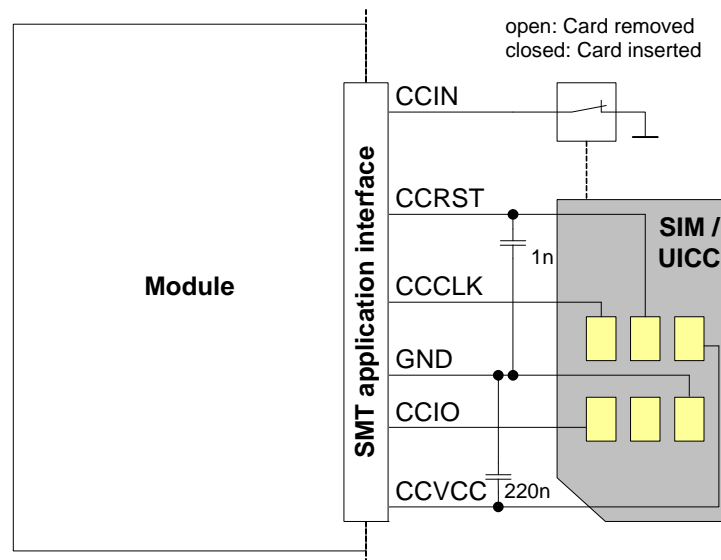 open: Card removed
closed: Card inserted
CCIN
CCRST
SIM /
UICC
1n
Module
SMT application interface
CCCLK
GND
CCIO
CCVCC
220n